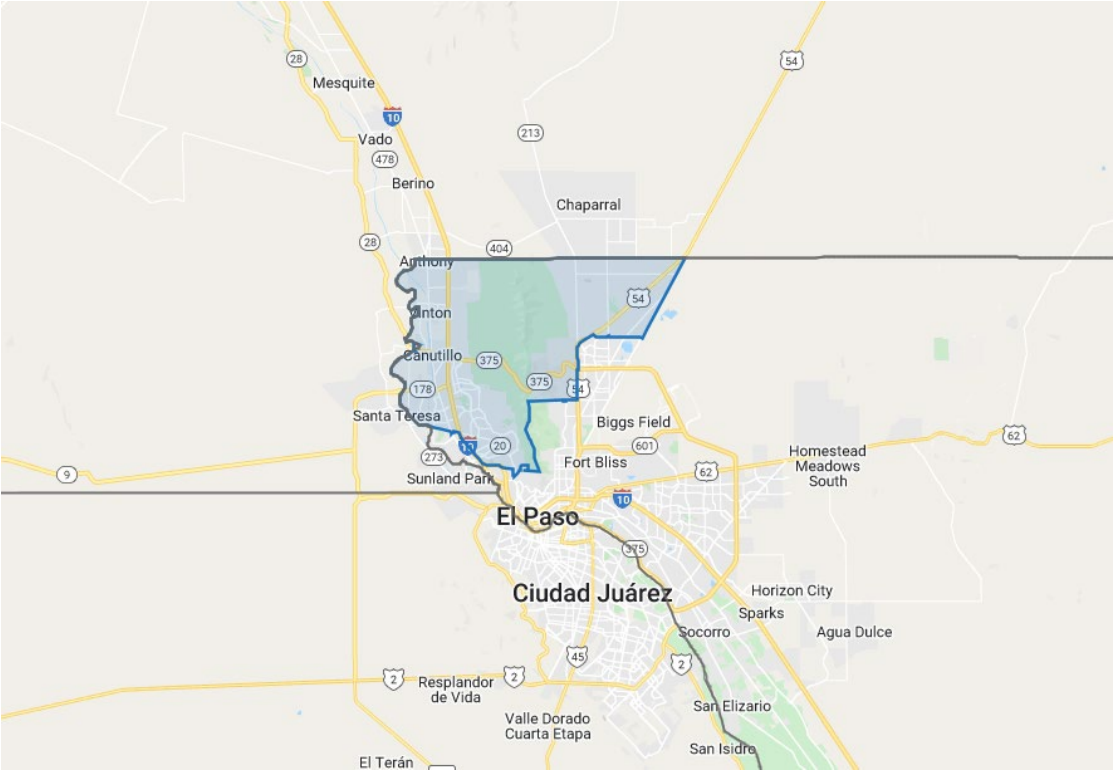 28
54
Mesquite
10
213
Vado
478
Berino
Chaparral
28
404
Anthony
54
Vinton
Canutillo
375
375
178
54
Santa Teresa
Biggs Field
20
10
601
62
273
Fort Bliss
62
Homestead
Meadows
South
9
Sunland Park
10
El Paso
375
Ciudad Juárez
Horizon City
Sparks
Socorro
Agua Dulce
45
2
2
2
Resplandor
de Vida
San Elizario
Valle Dorado
Cuarta Etapa
San Isidro
El Terán